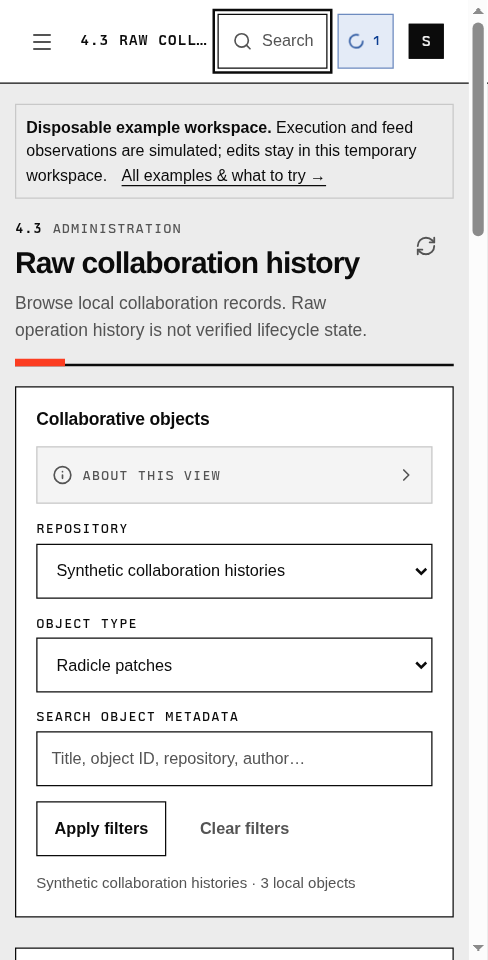 4.3 RAW COLL…
Search
1
S
Disposable example workspace. Execution and feed
observations are simulated; edits stay in this temporary
workspace. All examples & what to try →
4.3 ADMINISTRATION
Raw collaboration history
Browse local collaboration records. Raw
operation history is not verified lifecycle state.
Collaborative objects
ABOUT THIS VIEW
REPOSITORY
Synthetic collaboration histories
OBJECT TYPE
Radicle patches
SEARCH OBJECT METADATA
Title, object ID, repository, author…
Apply filters
Clear filters
Synthetic collaboration histories · 3 local objects